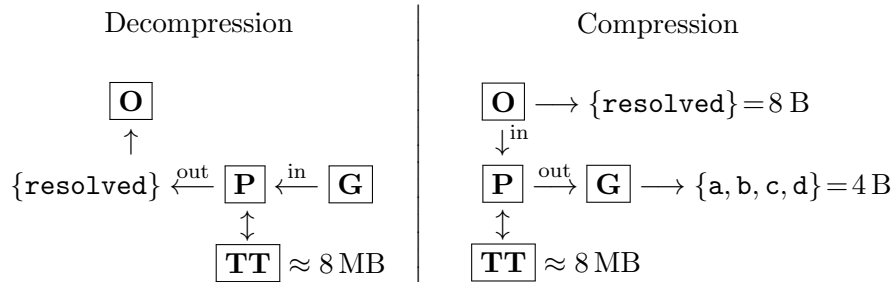 Decompression
O
{resolved} out P in G
TT ≈ 8 MB
Compression
O {resolved} = 8 B
in
P out G {a, b, c, d} = 4 B
TT ≈ 8 MB